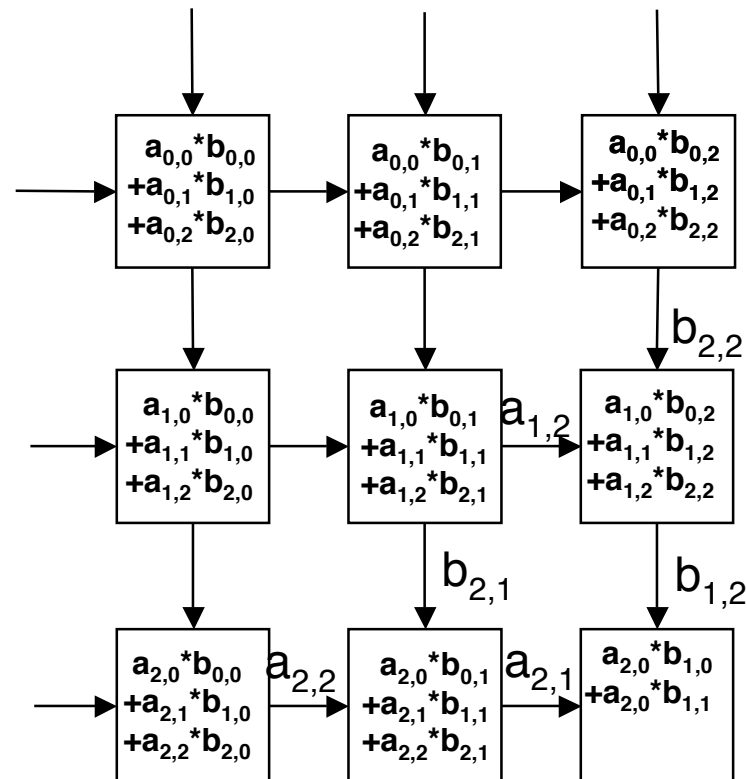 a0,0*b0,0
+a0,1*b1,0
+a0,2*b2,0
a0,0*b0,1
+a0,1*b1,1
+a0,2*b2,1
a0,0*b0,2
+a0,1*b1,2
+a0,2*b2,2
b2,2
a1,0*b0,0
+a1,1*b1,0
+a1,2*b2,0
a1,0*b0,1
+a1,1*b1,1
+a1,2*b2,1
a1,2
a1,0*b0,2
+a1,1*b1,2
+a1,2*b2,2
b2,1
b1,2
a2,0*b0,0
+a2,1*b1,0
+a2,2*b2,0
a2,2
a2,0*b0,1
+a2,1*b1,1
+a2,2*b2,1
a2,1
a2,0*b1,0
+a2,0*b1,1